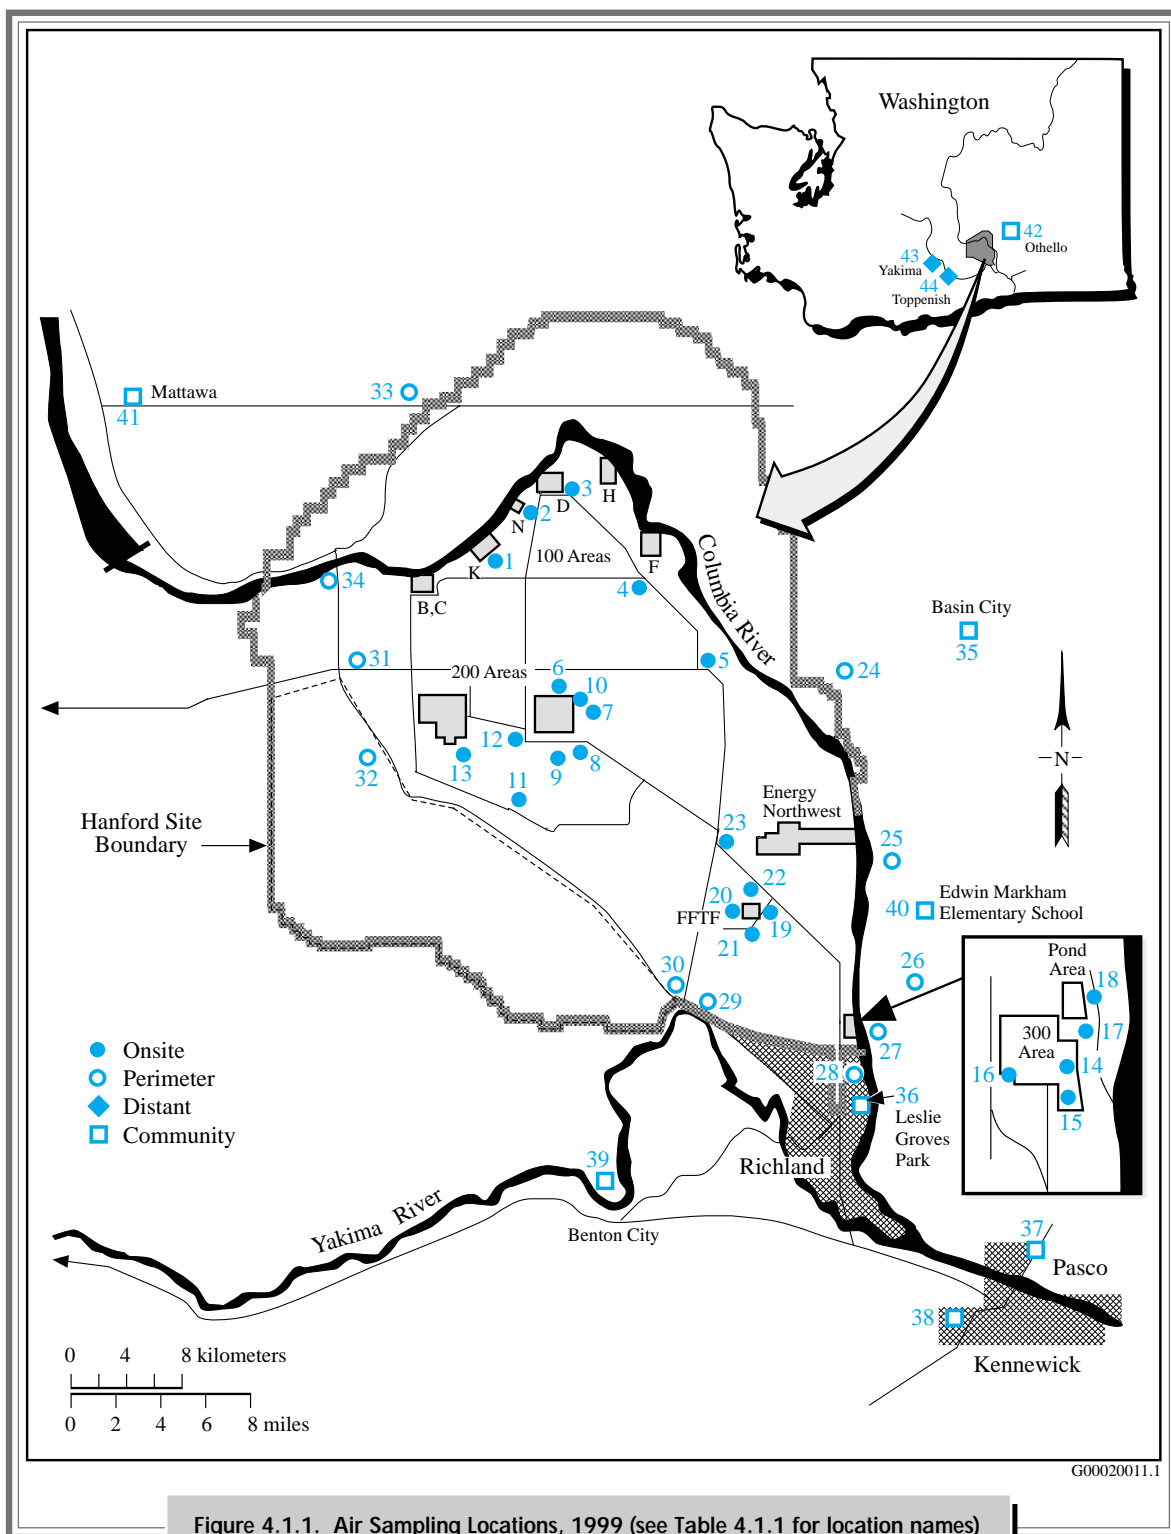 Washington
42
Othello
43
Yakima
44
Toppenish
Mattawa
41
33
3
D
H
2
N
1
K
100 Areas
F
4
34
B,C
Columbia River
Basin City
35
31
200 Areas
6
5
24
10
7
12
13
9
8
32
11
N
Energy
Northwest
Hanford Site
Boundary
23
25
22
20
FFTF
19
21
40
Edwin Markham
Elementary School
30
29
26
27
Pond
Area
18
300
Area
17
16
14
15
Onsite
Perimeter
Distant
Community
28
36
Leslie
Groves
Park
Richland
39
Yakima River
Benton City
37
Pasco
38
Kennewick
0 4 8 kilometers
0 2 4 6 8 miles
G00020011.1
Figure 4.1.1. Air Sampling Locations, 1999 (see Table 4.1.1 for location names)